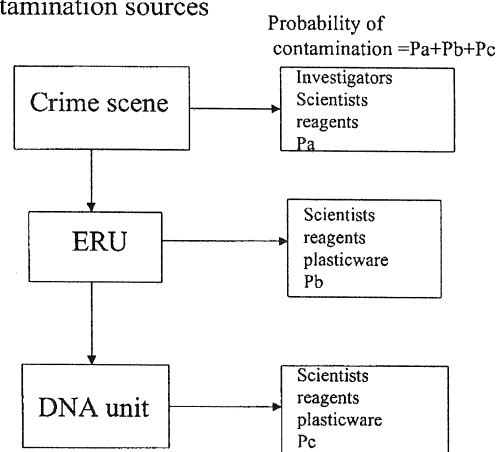 tamination sources
Probability of
contamination =Pa+Pb+Pc
Crime scene
Investigators
Scientists
reagents
Pa
ERU
Scientists
reagents
plasticware
Pb
DNA unit
Scientists
reagents
plasticware
Pc